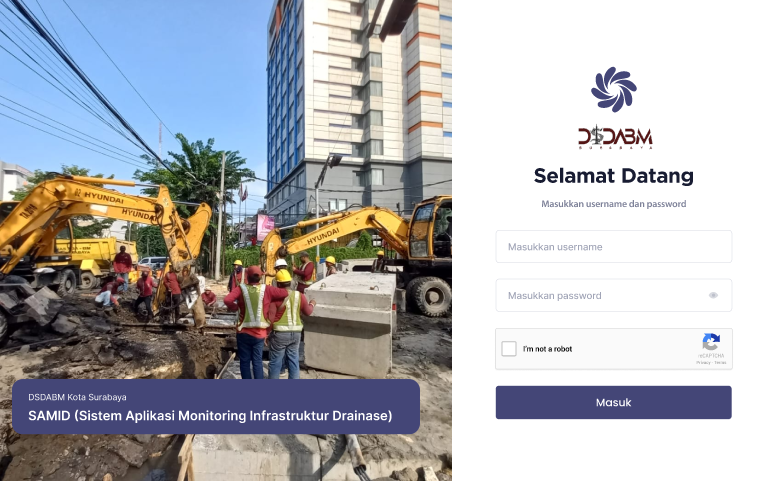 HYUNDAI
HYUNDAI
HYUNDAI
DSDABM Kota Surabaya
SAMID (Sistem Aplikasi Monitoring Infrastruktur Drainase)
DSDABM
SURABAYA
Selamat Datang
Masukkan username dan password
Masukkan username
Masukkan password
I'm not a robot
reCAPTCHA
Privacy - Terms
Masuk